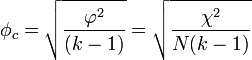 ϕ_c = √(φ²/(k − 1)) = √(χ²/(N(k − 1)))